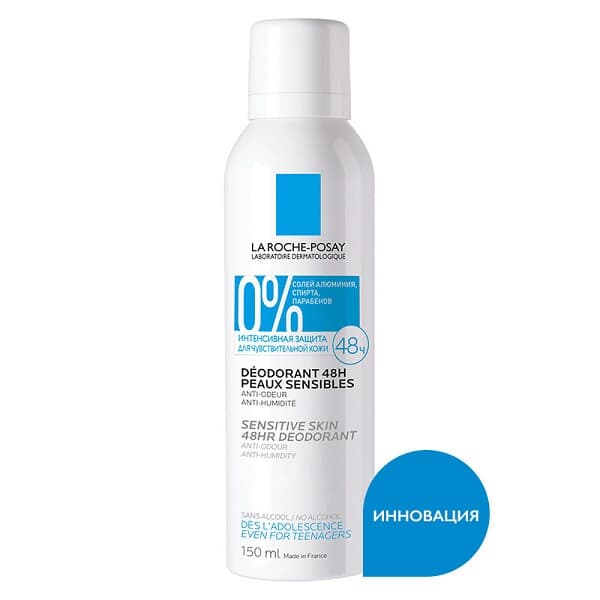 LA ROCHE-POSAY
LABORATOIRE DERMATOLOGIQUE
0%
СОЛЕЙ АЛЮМИНИЯ,
СПИРТА,
ПАРАБЕНОВ
ИНТЕНСИВНАЯ ЗАЩИТА
ДЛЯ ЧУВСТВИТЕЛЬНОЙ КОЖИ
48ч
DÉODORANT 48H
PEAUX SENSIBLES
ANTI-ODEUR
ANTI-HUMIDITÉ
SENSITIVE SKIN
48HR DEODORANT
ANTI-ODOUR
ANTI-HUMIDITY
SANS ALCOOL / NO ALCOHOL
DÈS L'ADOLESCENCE
EVEN FOR TEENAGERS
150 ml Made in France
ИННОВАЦИЯ